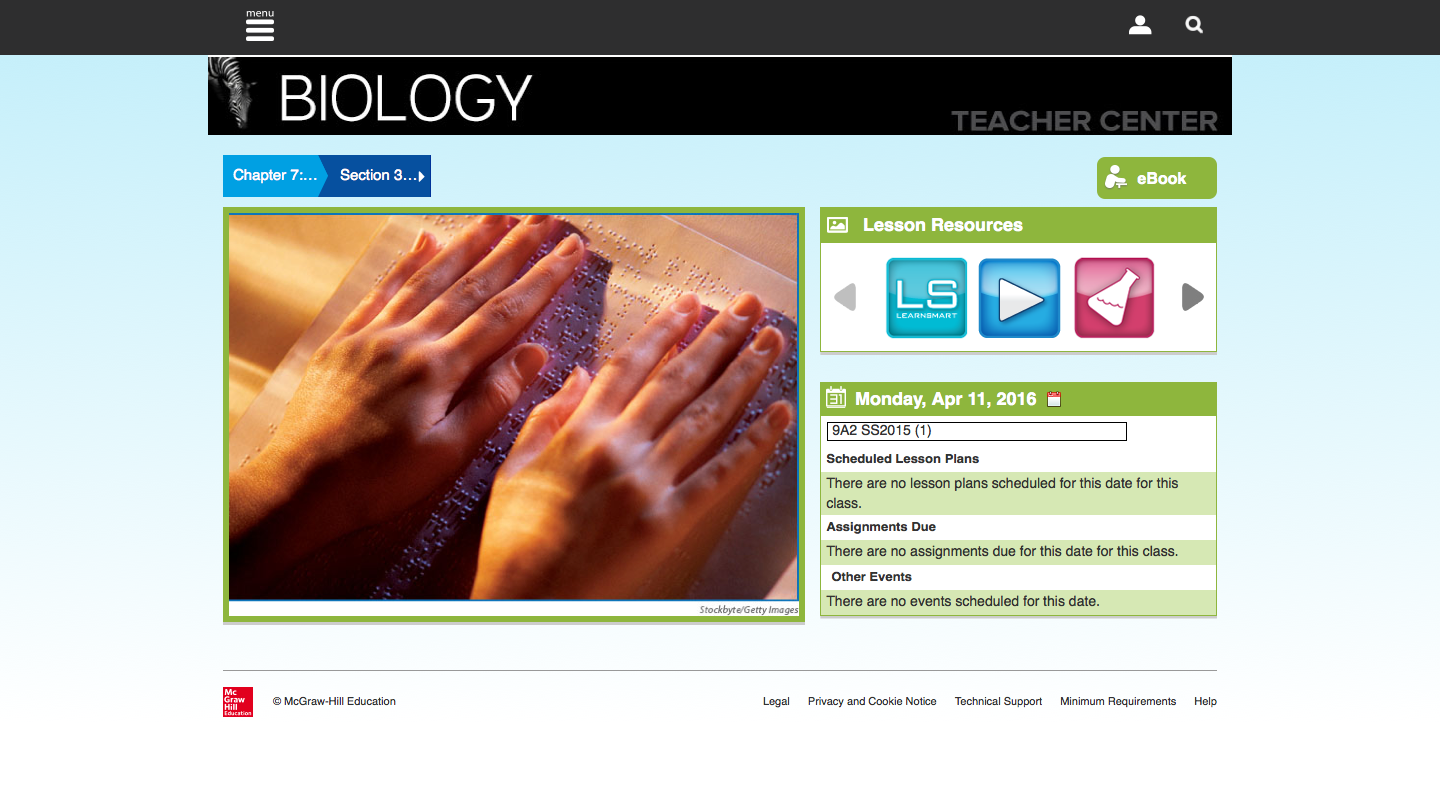 menu
BIOLOGY
TEACHER CENTER
Chapter 7:...
Section 3...
eBook
Stockbyte/Getty Images
Lesson Resources
LS
LEARNSMART
31
Monday, Apr 11, 2016
9A2 SS2015 (1)
Scheduled Lesson Plans
There are no lesson plans scheduled for this date for this
class.
Assignments Due
There are no assignments due for this date for this class.
Other Events
There are no events scheduled for this date.
Mc
Graw
Hill
Education
© McGraw-Hill Education
Legal
Privacy and Cookie Notice
Technical Support
Minimum Requirements
Help